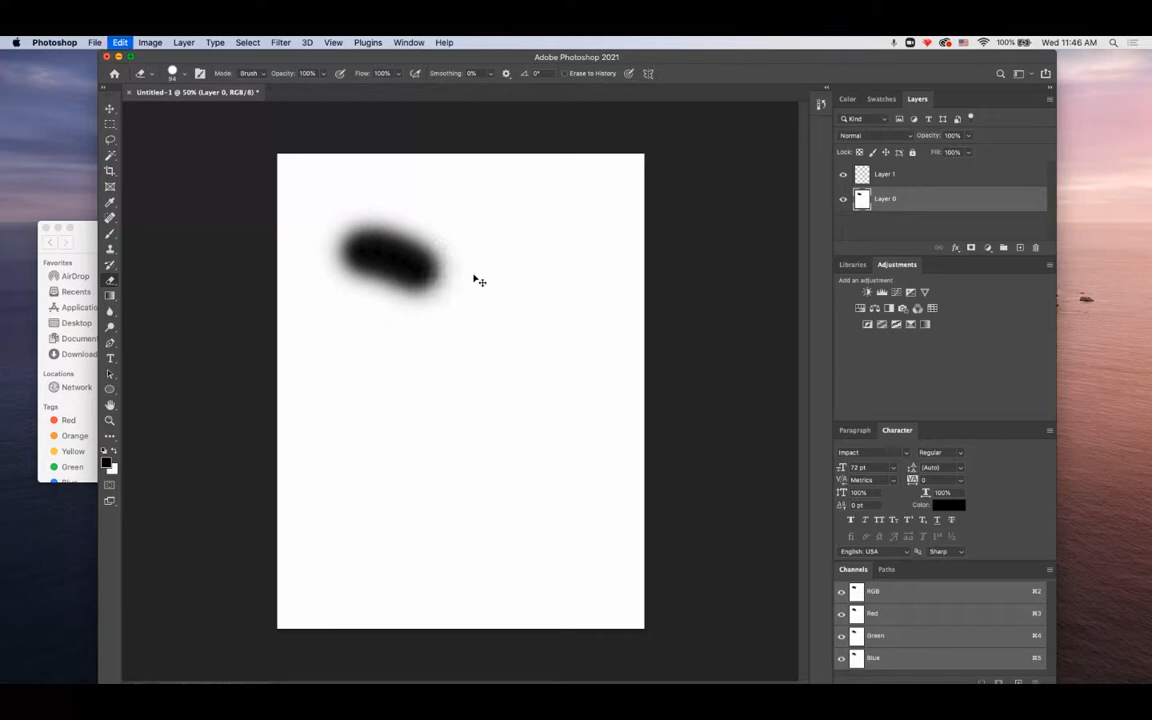 Photoshop File Edit Image Layer Type Select Filter 3D View Plugins Window Help 100% Wed 11:46 AM
Adobe Photoshop 2021
94 Mode: Brush Opacity: 100% Flow: 100% Smoothing: 0% 0° Erase to History
Untitled-1 @ 50% (Layer 0, RGB/8) *
Color Swatches Layers
Kind
Normal Opacity: 100%
Lock: Fill: 100%
Layer 1
Layer 0
fx
Libraries Adjustments
Add an adjustment
Favorites
AirDrop
Recents
Applicatio
Desktop
Documen
Download
Locations
Network
Tags
Red
Orange
Yellow
Green
Paragraph Character
Impact Regular
72 pt (Auto)
Metrics 0
100% 100%
0 pt Color:
English: USA Sharp
Channels Paths
RGB ⌘2
Red ⌘3
Green ⌘4
Blue ⌘5